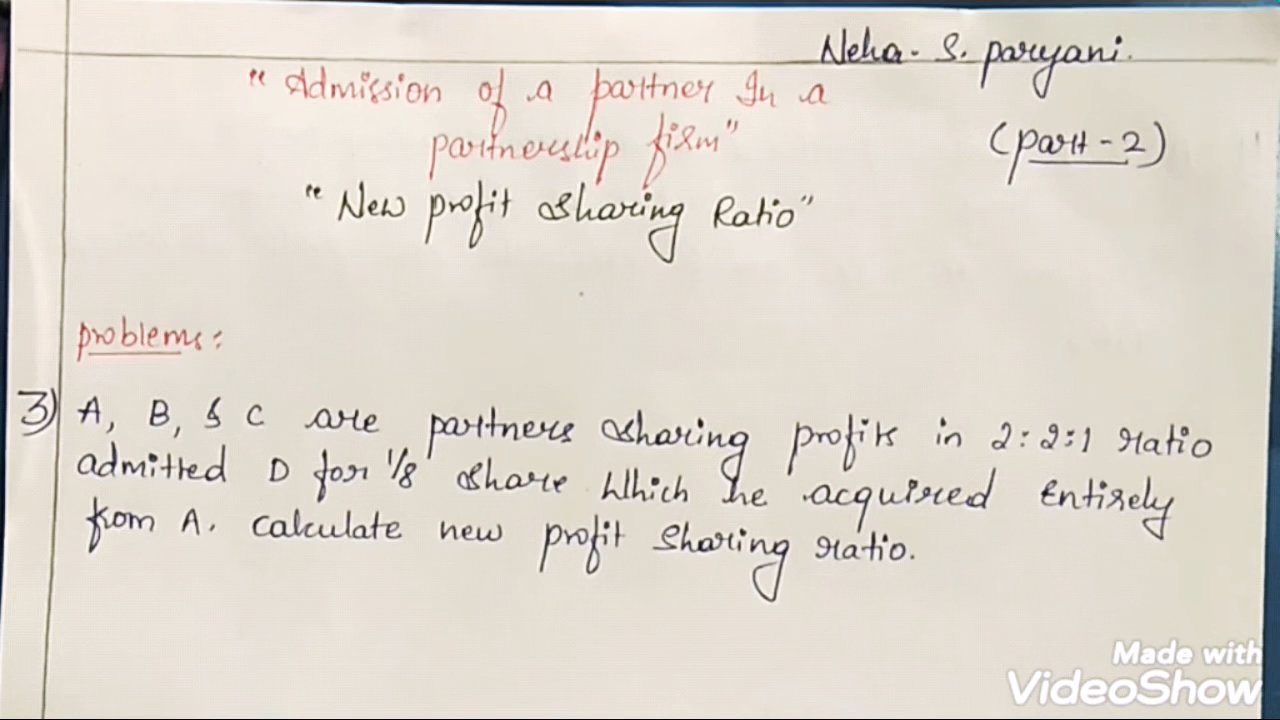 Neha. S. paryani.
"Admission of a partner In a
partnership firm"
(part-2)
"New profit sharing Ratio"
problems:
3) A, B, & C are partners sharing profits in 2:2:1 ratio
admitted D for 1/8 share which he acquired Entirely
from A. calculate new profit sharing ratio.
Made with
VideoShow